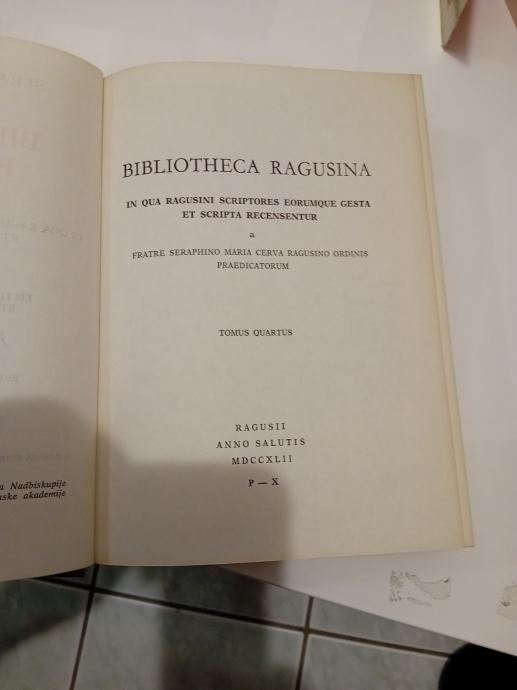 BIBLIOTHECA RAGUSINA
IN QUA RAGUSINI SCRIPTORES EORUMQUE GESTA
ET SCRIPTA RECENSENTUR
a
FRATRE SERAPHINO MARIA CERVA RAGUSINO ORDINIS
PRAEDICATORUM
TOMUS QUARTUS
RAGUSII
ANNO SALUTIS
MDCCXLII
P — X
Nadbiskupije
akademije